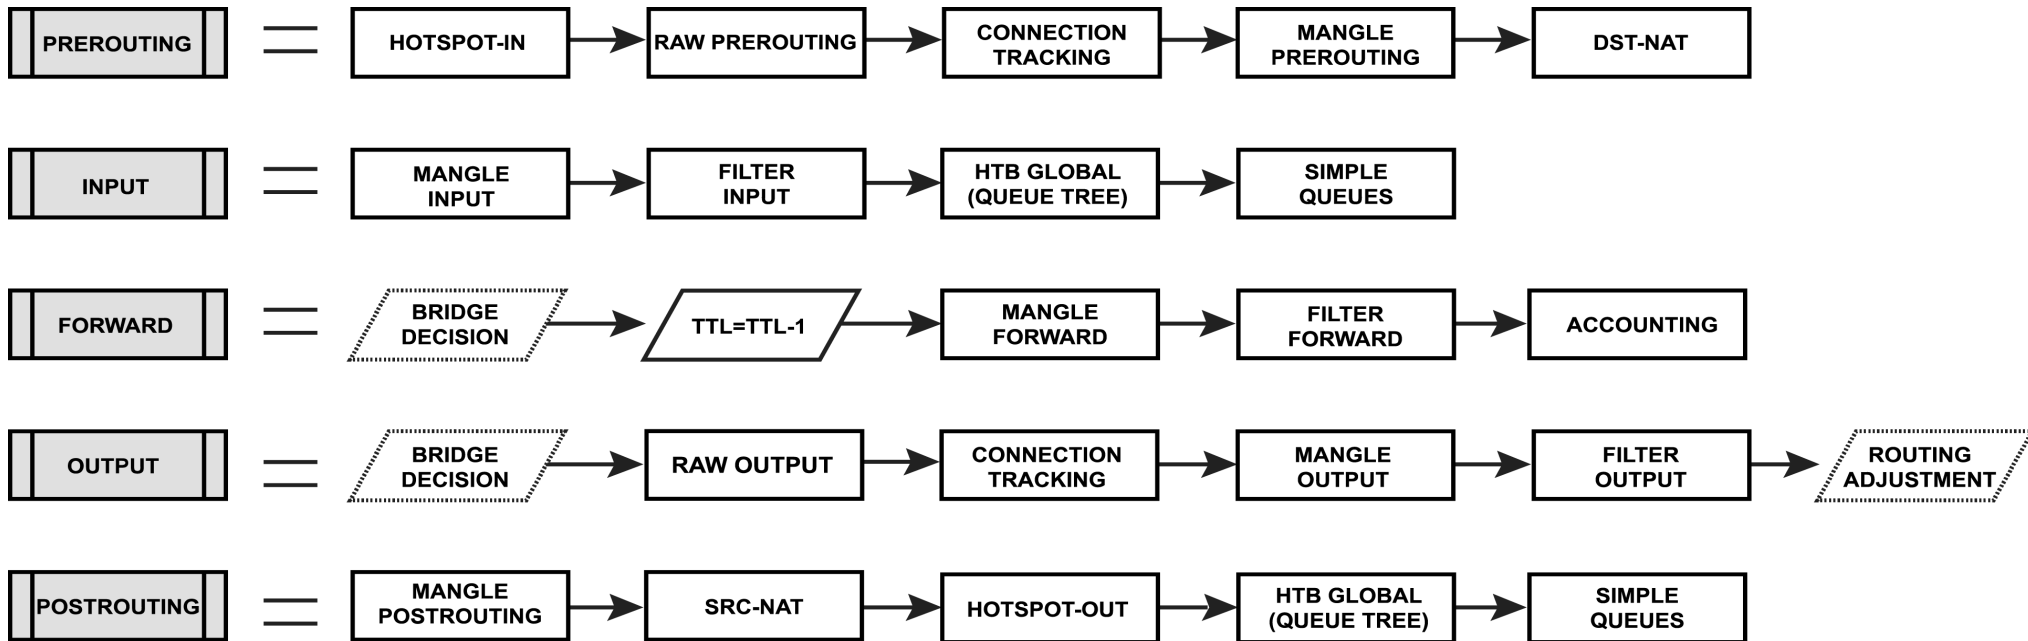 PREROUTING
HOTSPOT-IN
RAW PREROUTING
CONNECTION
TRACKING
MANGLE
PREROUTING
DST-NAT
INPUT
MANGLE
INPUT
FILTER
INPUT
HTB GLOBAL
(QUEUE TREE)
SIMPLE
QUEUES
FORWARD
BRIDGE
DECISION
TTL=TTL-1
MANGLE
FORWARD
FILTER
FORWARD
ACCOUNTING
OUTPUT
BRIDGE
DECISION
RAW OUTPUT
CONNECTION
TRACKING
MANGLE
OUTPUT
FILTER
OUTPUT
ROUTING
ADJUSTMENT
POSTROUTING
MANGLE
POSTROUTING
SRC-NAT
HOTSPOT-OUT
HTB GLOBAL
(QUEUE TREE)
SIMPLE
QUEUES